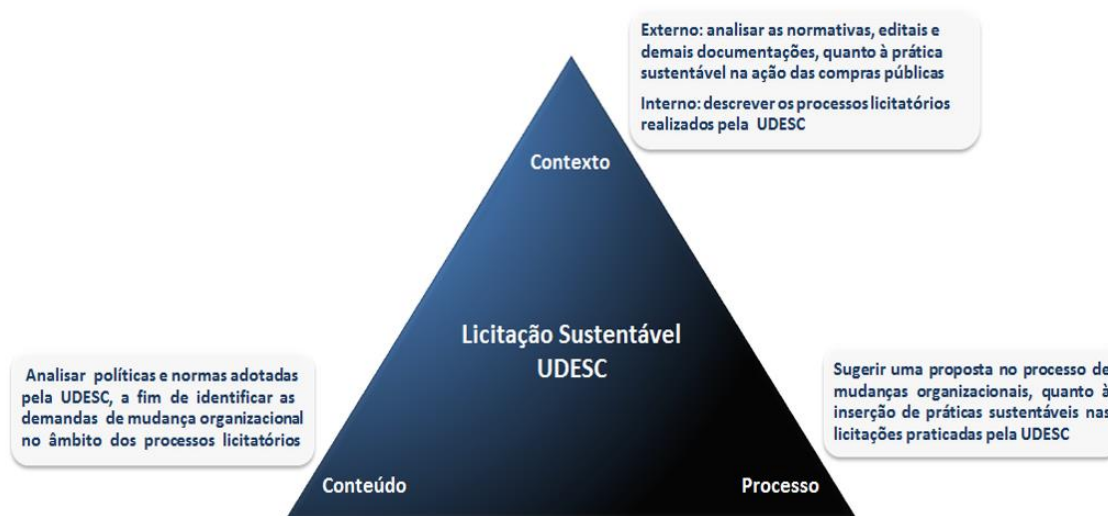 Externo: analisar as normativas, editais e
demais documentações, quanto à prática
sustentável na ação das compras públicas
Interno: descrever os processos licitatórios
realizados pela UDESC
Contexto
Licitação Sustentável
UDESC
Analisar políticas e normas adotadas
pela UDESC, a fim de identificar as
demandas de mudança organizacional
no âmbito dos processos licitatórios
Sugerir uma proposta no processo de
mudanças organizacionais, quanto à
inserção de práticas sustentáveis nas
licitações praticadas pela UDESC
Conteúdo
Processo